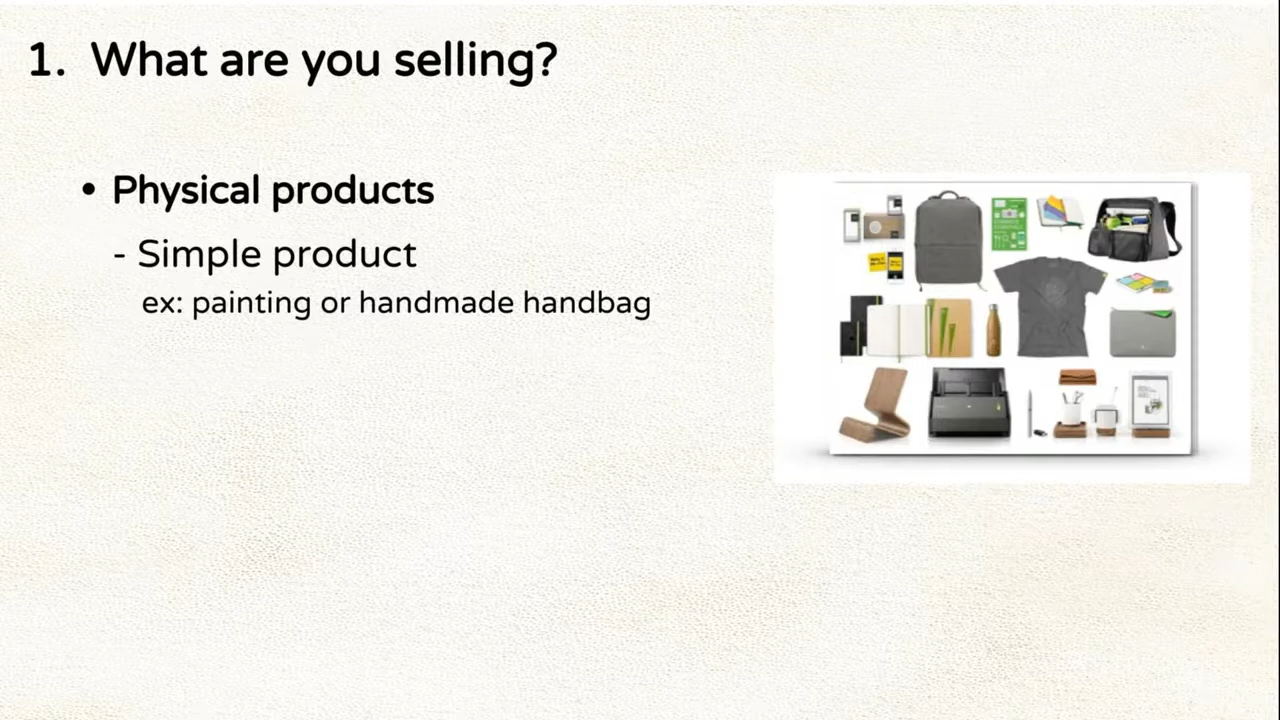 1. What are you selling?
• Physical products
- Simple product
ex: painting or handmade handbag